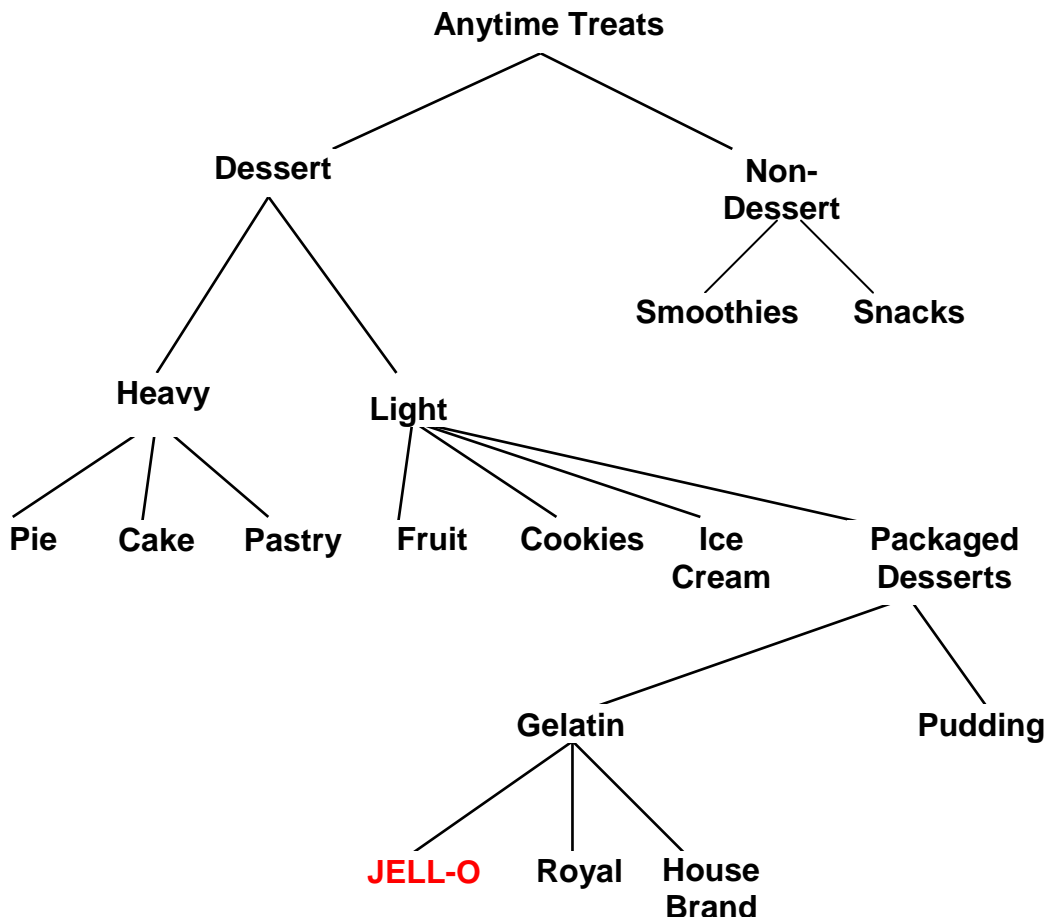 Anytime Treats
Dessert
Non-
Dessert
Smoothies
Snacks
Heavy
Light
Pie
Cake
Pastry
Fruit
Cookies
Ice
Cream
Packaged
Desserts
Gelatin
Pudding
JELL-O
Royal
House
Brand